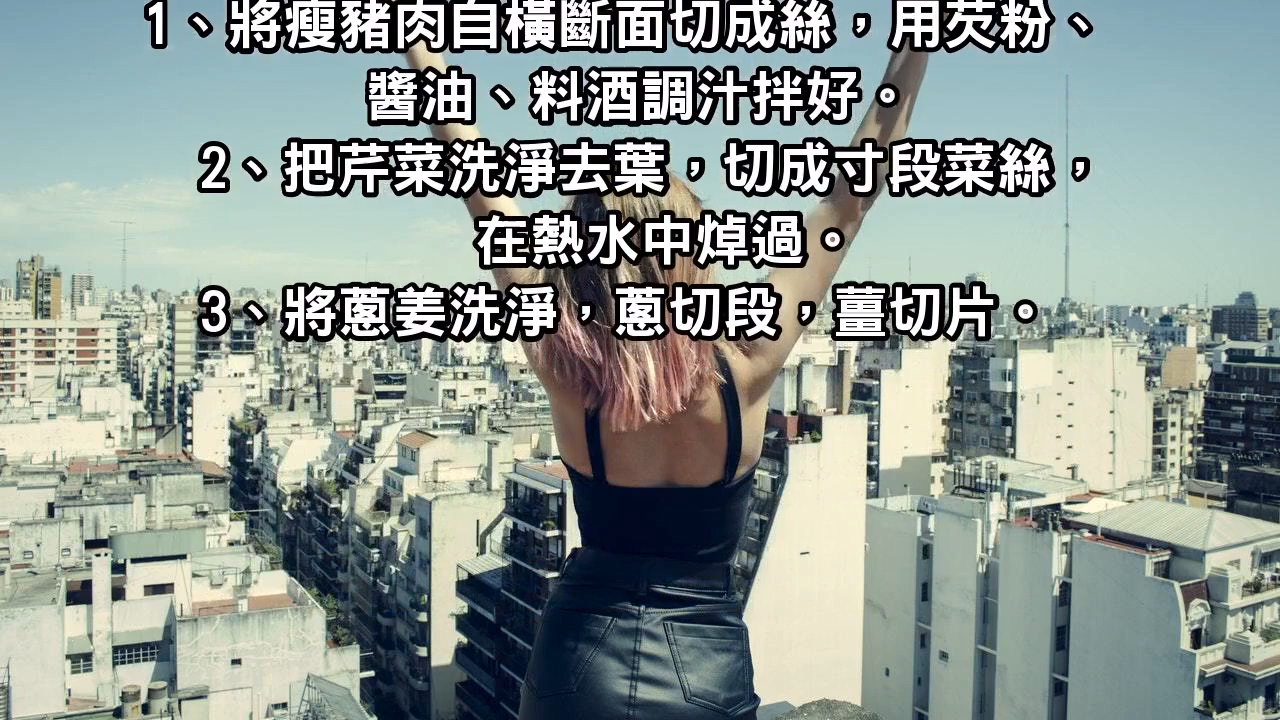 1、將瘦豬肉自橫斷面切成絲，用芡粉、
醬油、料酒調汁拌好。
2、把芹菜洗淨去葉，切成寸段菜絲，
在熱水中焯過。
3、將蔥姜洗淨，蔥切段，薑切片。